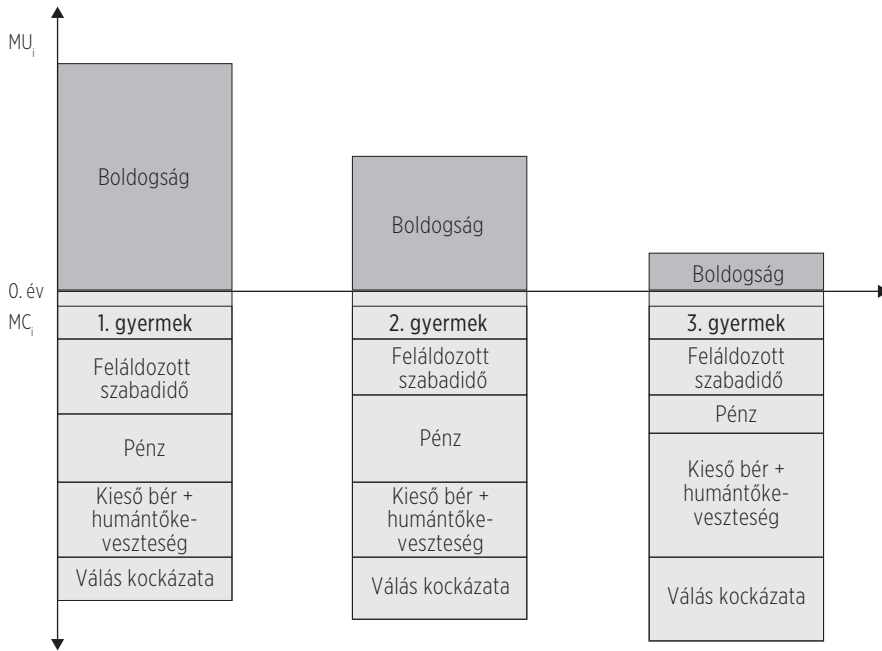 MUᵢ
Boldogság
Boldogság
Boldogság
0. év
MCᵢ
1. gyermek
2. gyermek
3. gyermek
Feláldozott
szabadidő
Pénz
Kieső bér +
humántőke-
veszteség
Válás kockázata
Feláldozott
szabadidő
Pénz
Kieső bér +
humántőke-
veszteség
Válás kockázata
Feláldozott
szabadidő
Pénz
Kieső bér +
humántőke-
veszteség
Válás kockázata